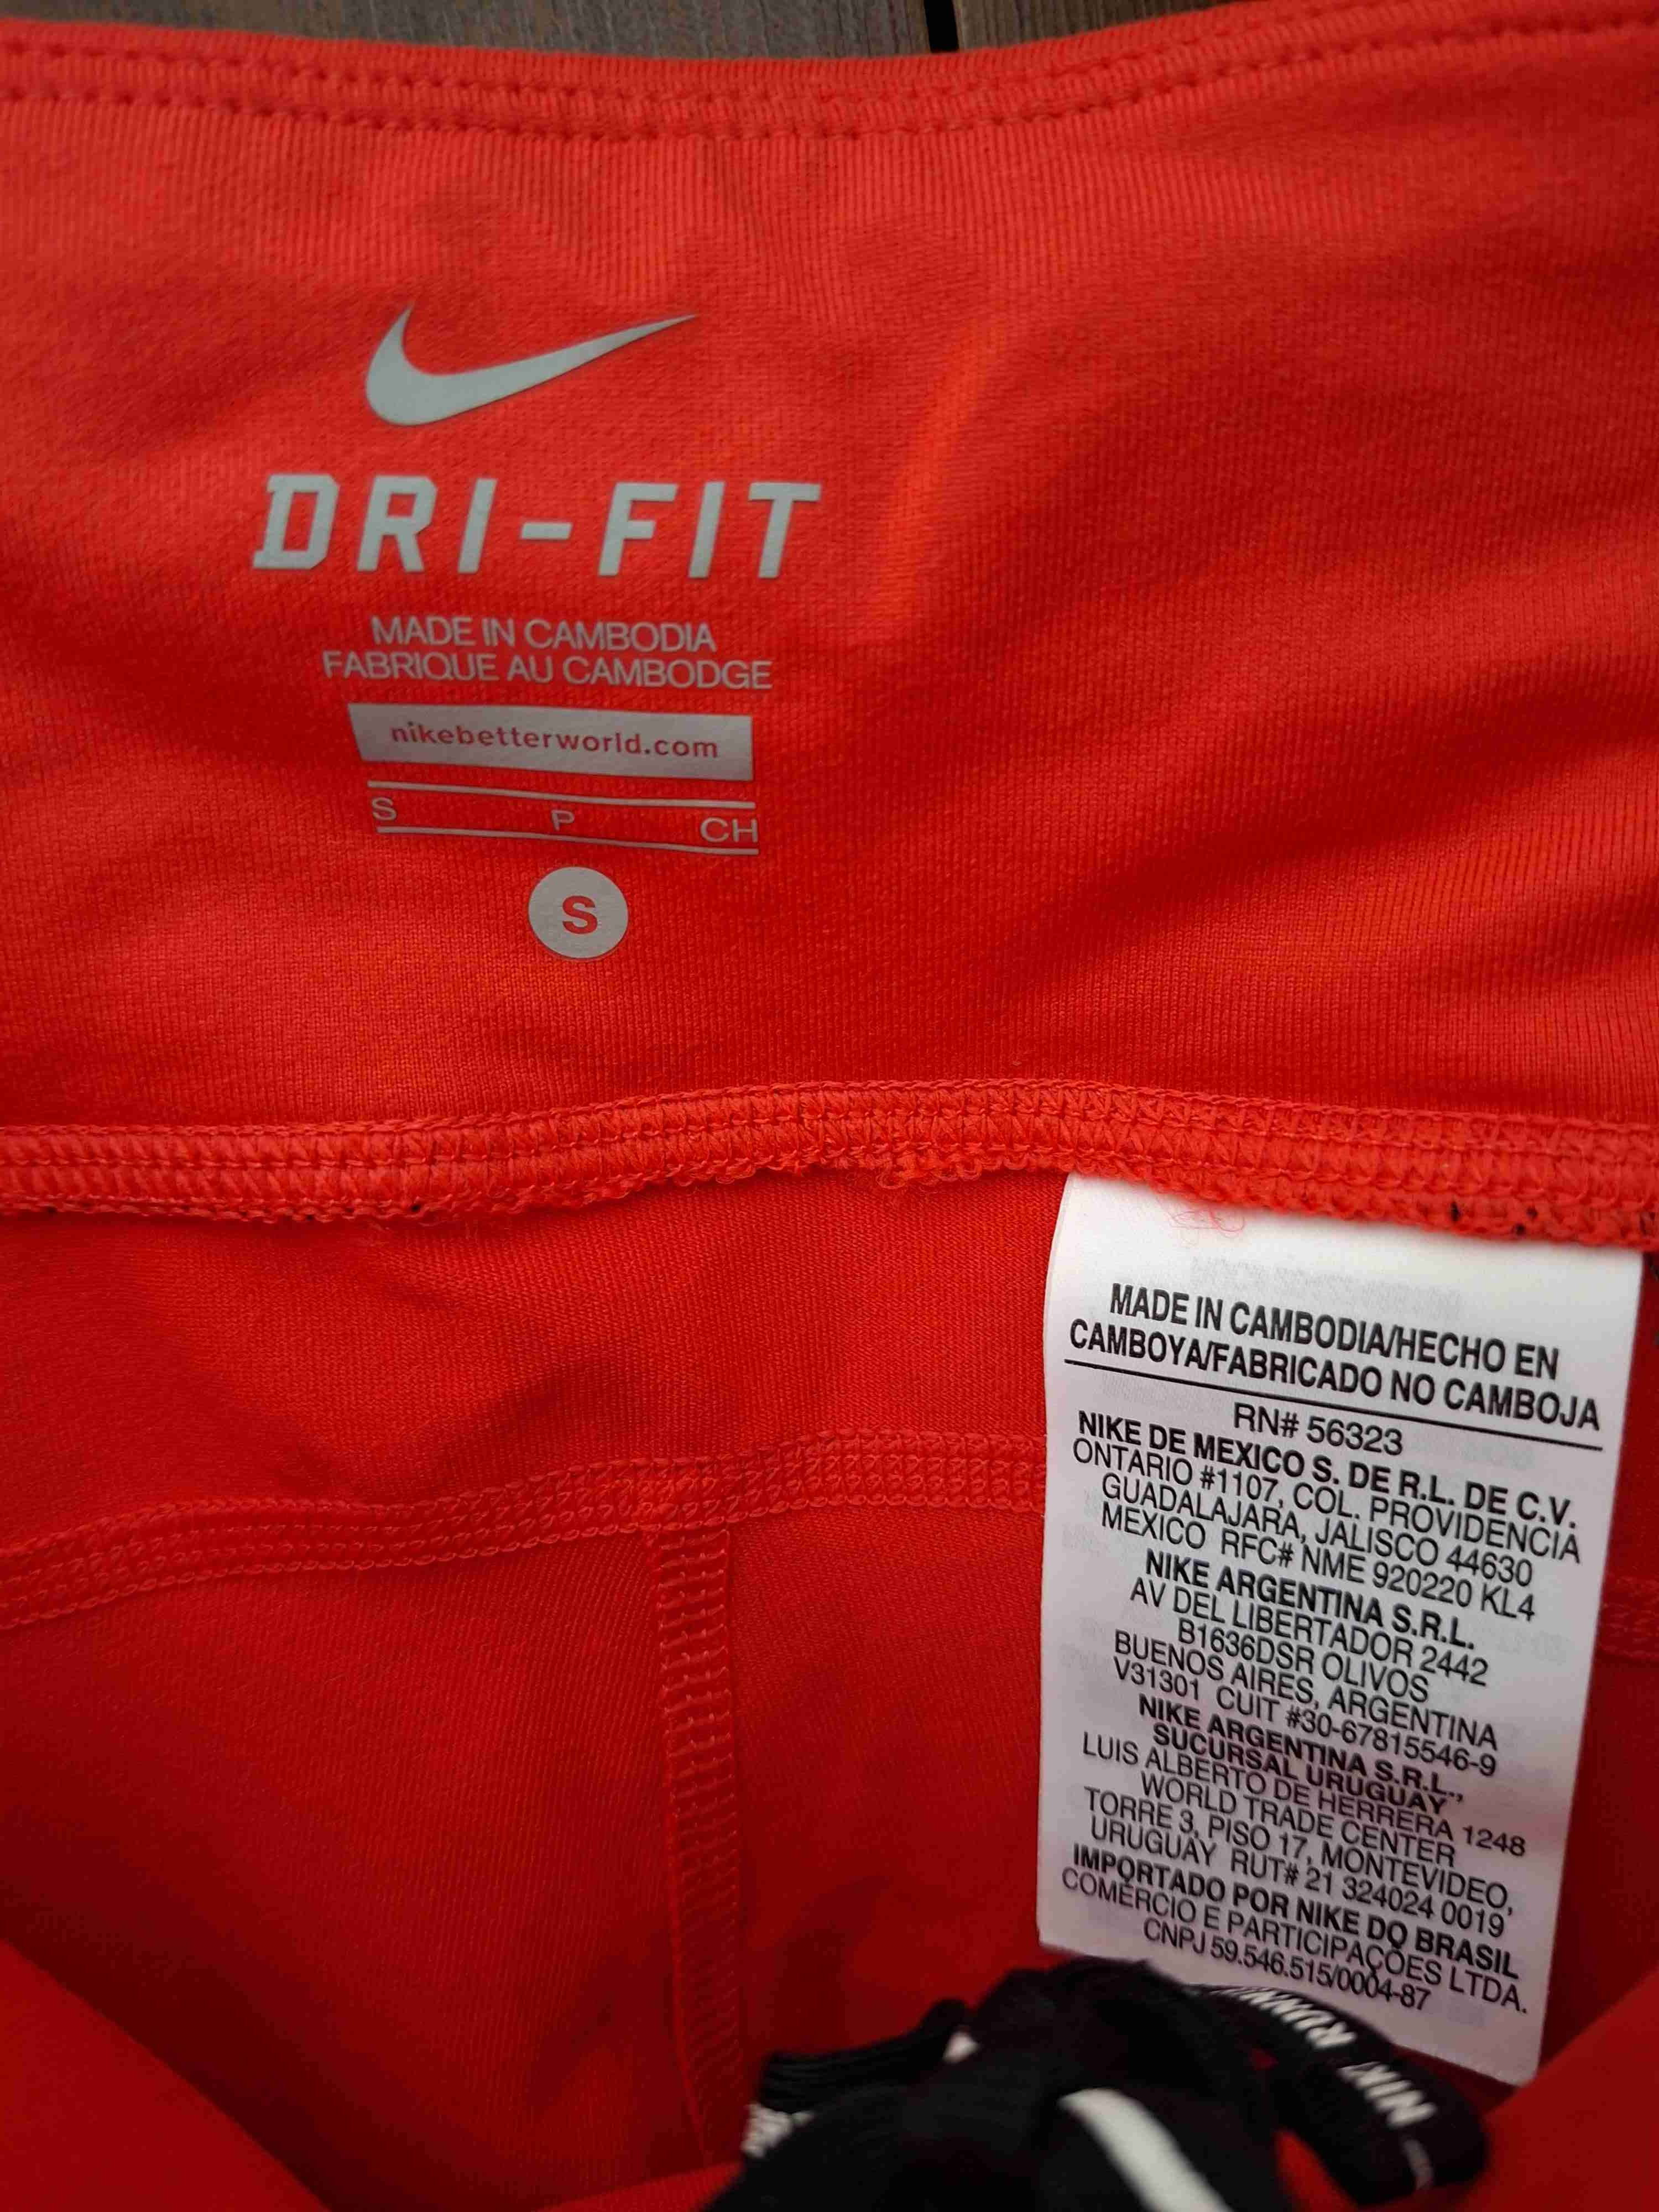 DRI-FIT
MADE IN CAMBODIA
FABRIQUE AU CAMBODGE
nikebetterworld.com
S P CH
S
MADE IN CAMBODIA/HECHO EN
CAMBOYA/FABRICADO NO CAMBOJA
RN# 56323
NIKE DE MEXICO S. DE R.L. DE C.V.
ONTARIO #1107, COL. PROVIDENCIA
GUADALAJARA, JALISCO 44630
MEXICO RFC# NME 920220 KL4
NIKE ARGENTINA S.R.L.
AV DEL LIBERTADOR 2442
B1636DSR OLIVOS
BUENOS AIRES, ARGENTINA
V31301 CUIT #30-67815546-9
NIKE ARGENTINA S.R.L.,
SUCURSAL URUGUAY"
LUIS ALBERTO DE HERRERA 1248
WORLD TRADE CENTER
TORRE 3, PISO 17, MONTEVIDEO,
URUGUAY RUT# 21 324024 0019
IMPORTADO POR NIKE DO BRASIL
COMÉRCIO E PARTICIPAÇÕES LTDA.
CNPJ 59.546.515/0004-87